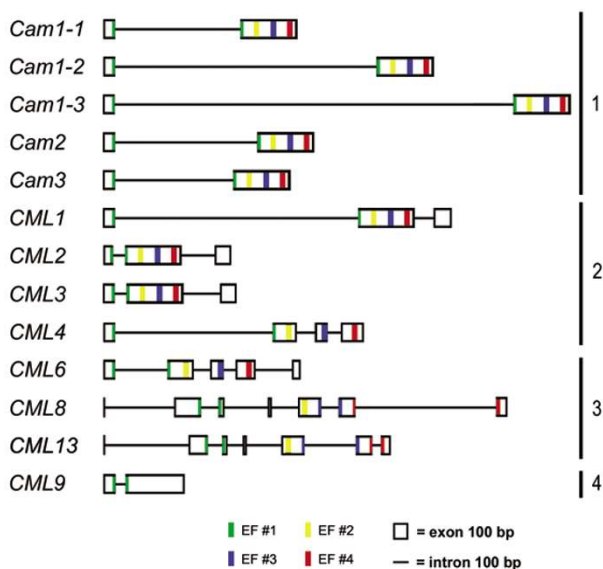 Cam1-1
Cam1-2
Cam1-3
1
Cam2
Cam3
CML1
CML2
2
CML3
CML4
CML6
CML8
3
CML13
CML9
4
EF #1
EF #2
= exon 100 bp
EF #3
EF #4
= intron 100 bp